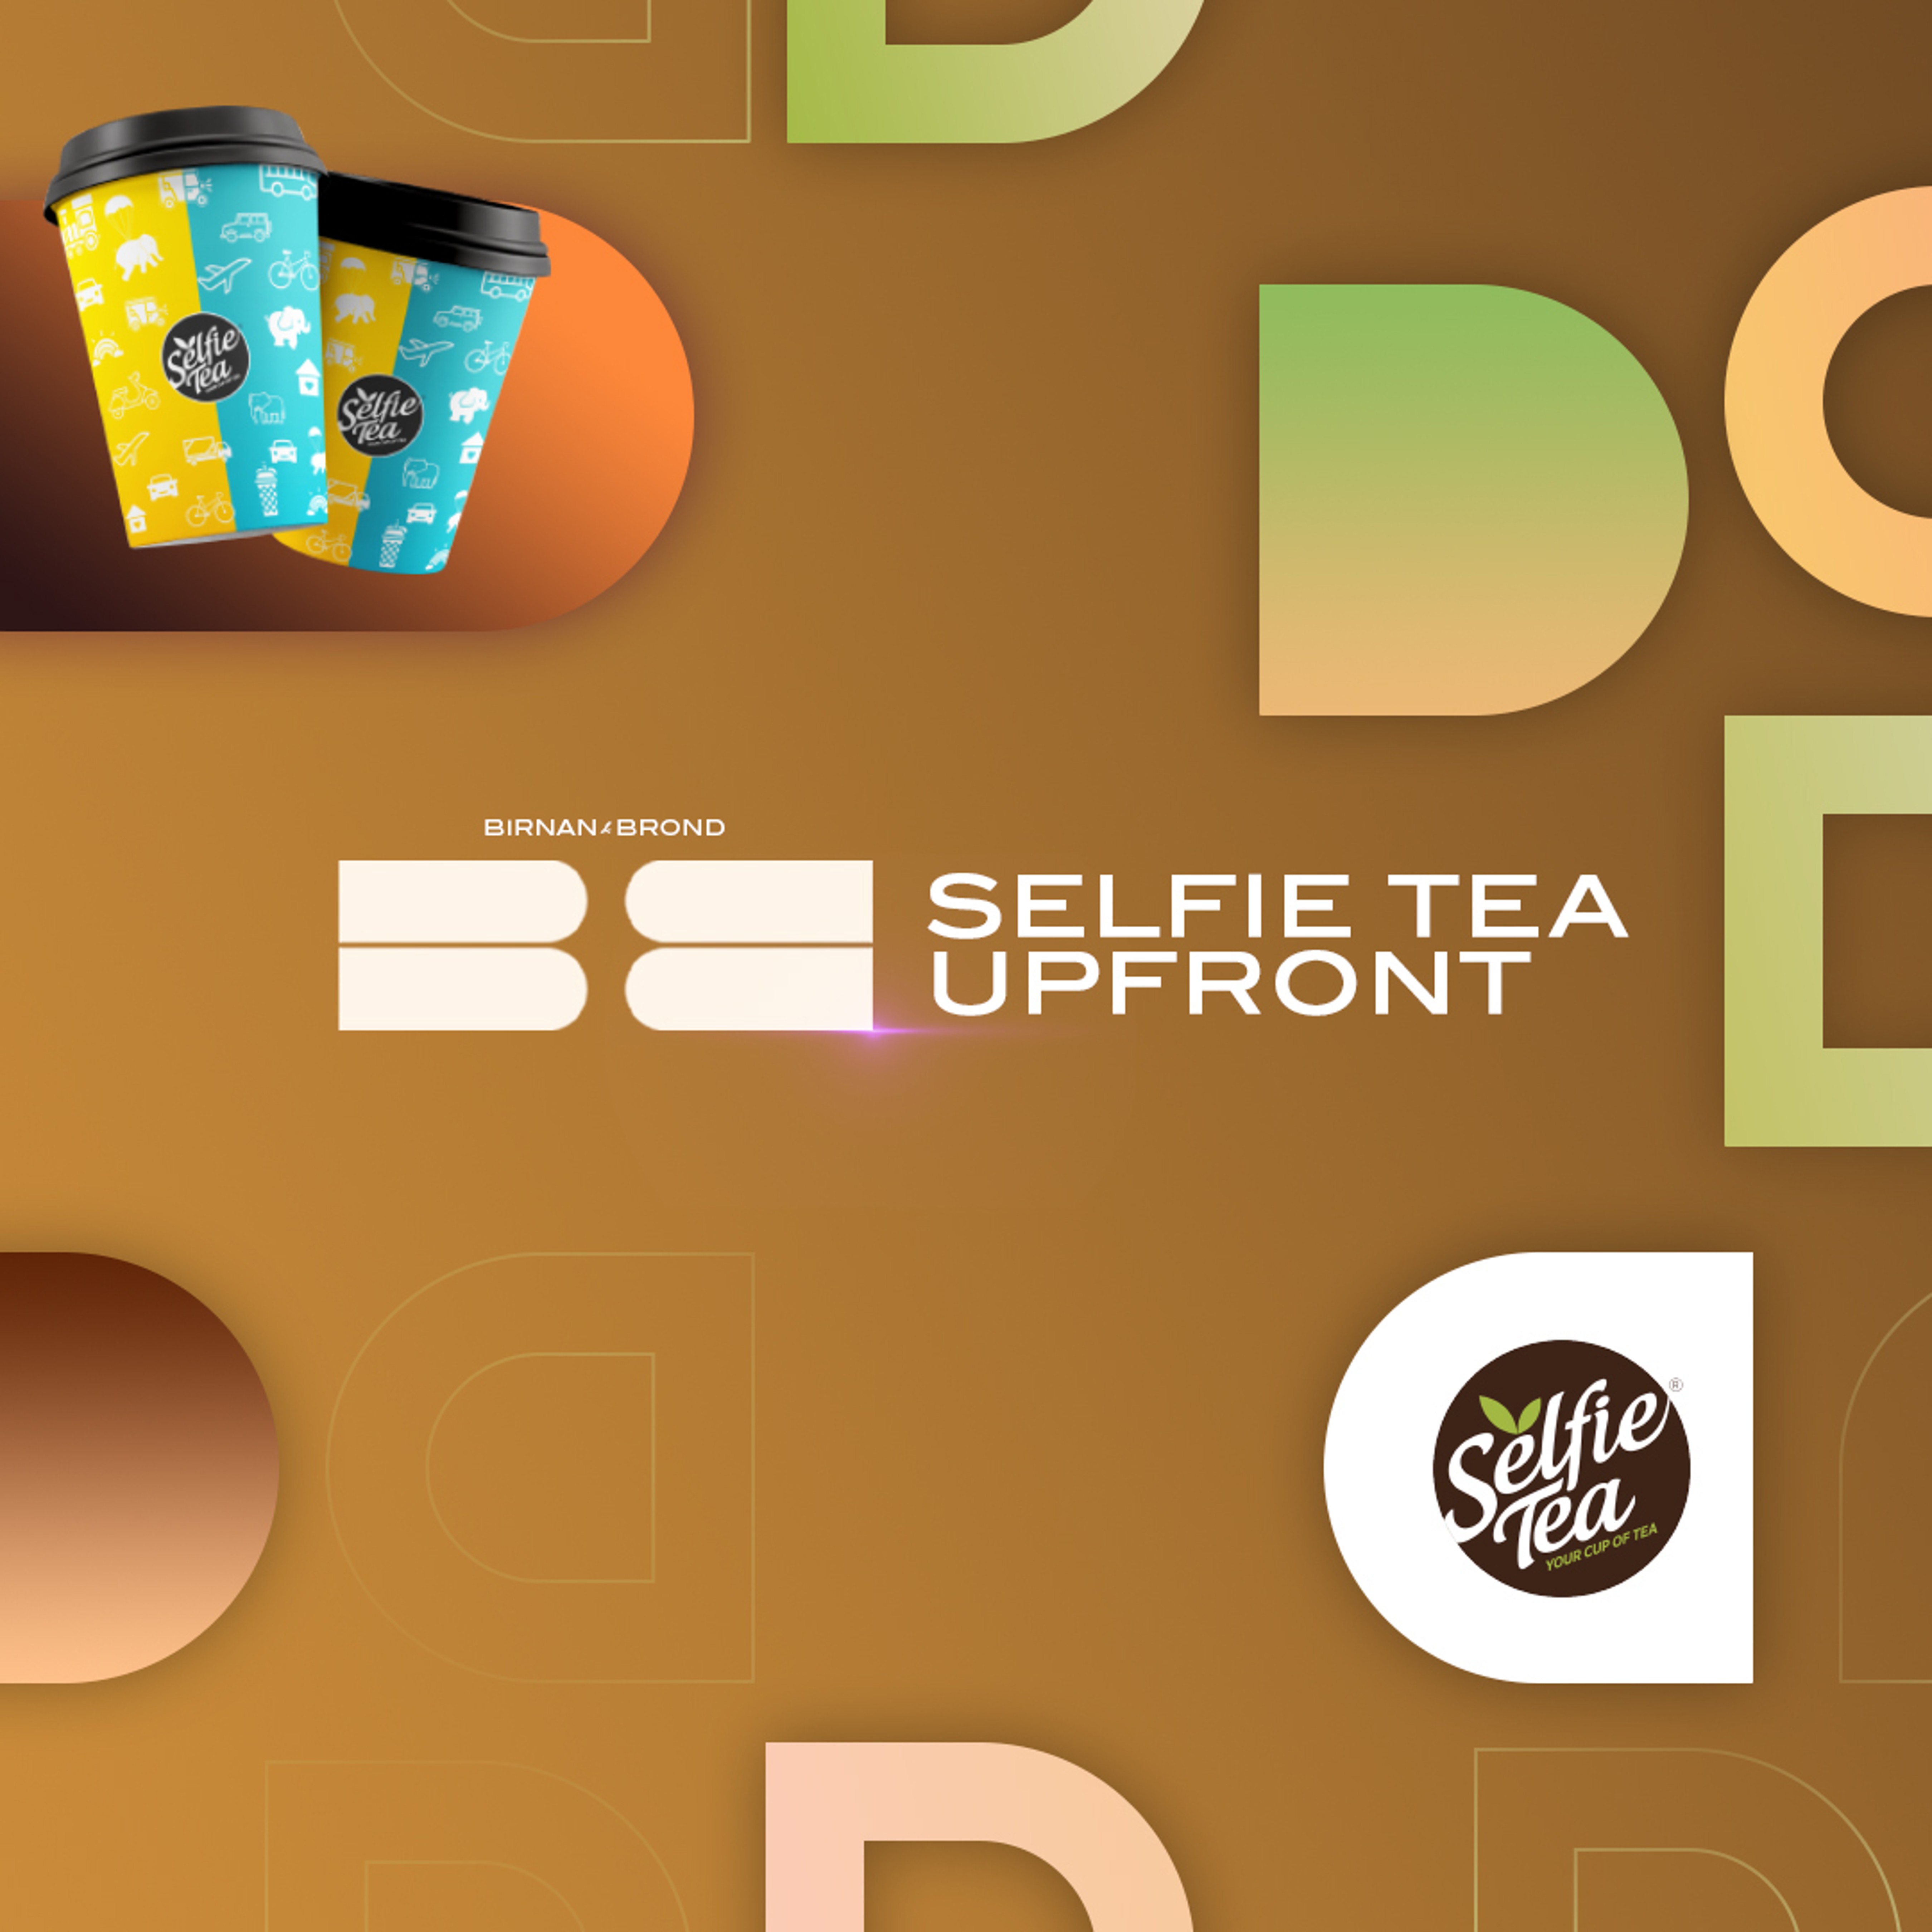 Selfie
Tea
Selfie
Tea
BIRNAN & BROND
SELFIE TEA
UPFRONT
Selfie ®
Tea
YOUR CUP OF TEA